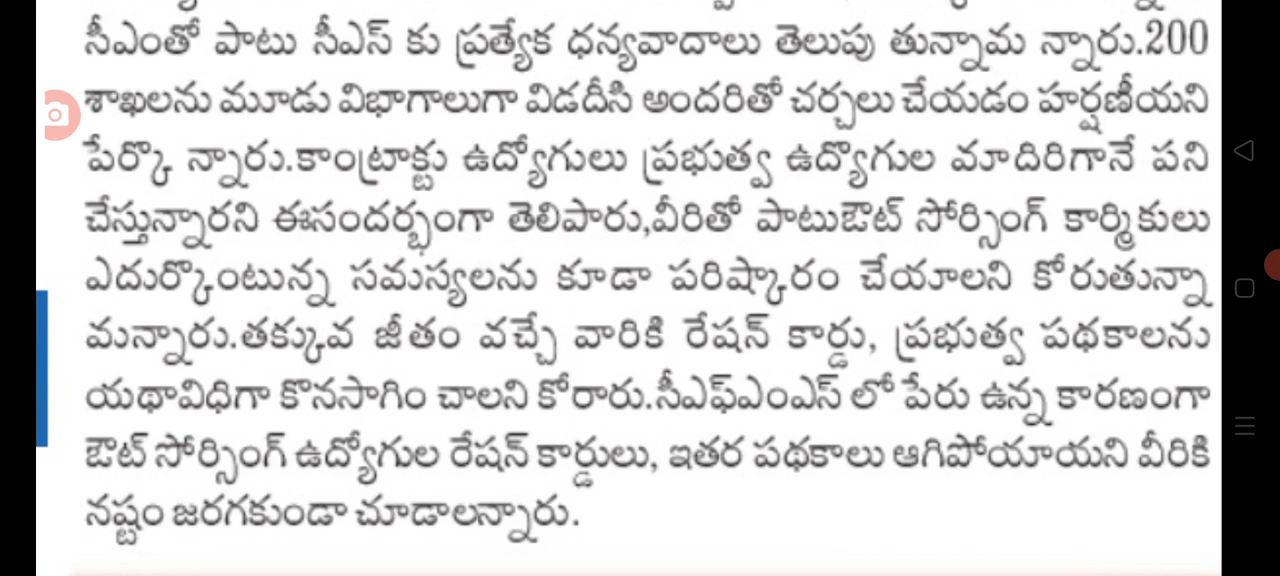 సీఎంతో పాటు సీఎస్ కు ప్రత్యేక ధన్యవాదాలు తెలుపు తున్నామ న్నారు.200
శాఖలను మూడు విభాగాలుగా విడదీసి అందరితో చర్చలు చేయడం హర్షణీయని
పేర్కొ న్నారు.కాంట్రాక్టు ఉద్యోగులు ప్రభుత్వ ఉద్యోగుల మాదిరిగానే పని
చేస్తున్నారని ఈసందర్భంగా తెలిపారు,వీరితో పాటుఔట్ సోర్సింగ్ కార్మికులు
ఎదుర్కొంటున్న సమస్యలను కూడా పరిష్కారం చేయాలని కోరుతున్నా
మన్నారు.తక్కువ జీతం వచ్చే వారికి రేషన్ కార్డు, ప్రభుత్వ పథకాలను
యథావిధిగా కొనసాగిం చాలని కోరారు.సీఎఫ్ఎంఎస్ లో పేరు ఉన్న కారణంగా
ఔట్ సోర్సింగ్ ఉద్యోగుల రేషన్ కార్డులు, ఇతర పథకాలు ఆగిపోయాయని వీరికి
నష్టం జరగకుండా చూడాలన్నారు.